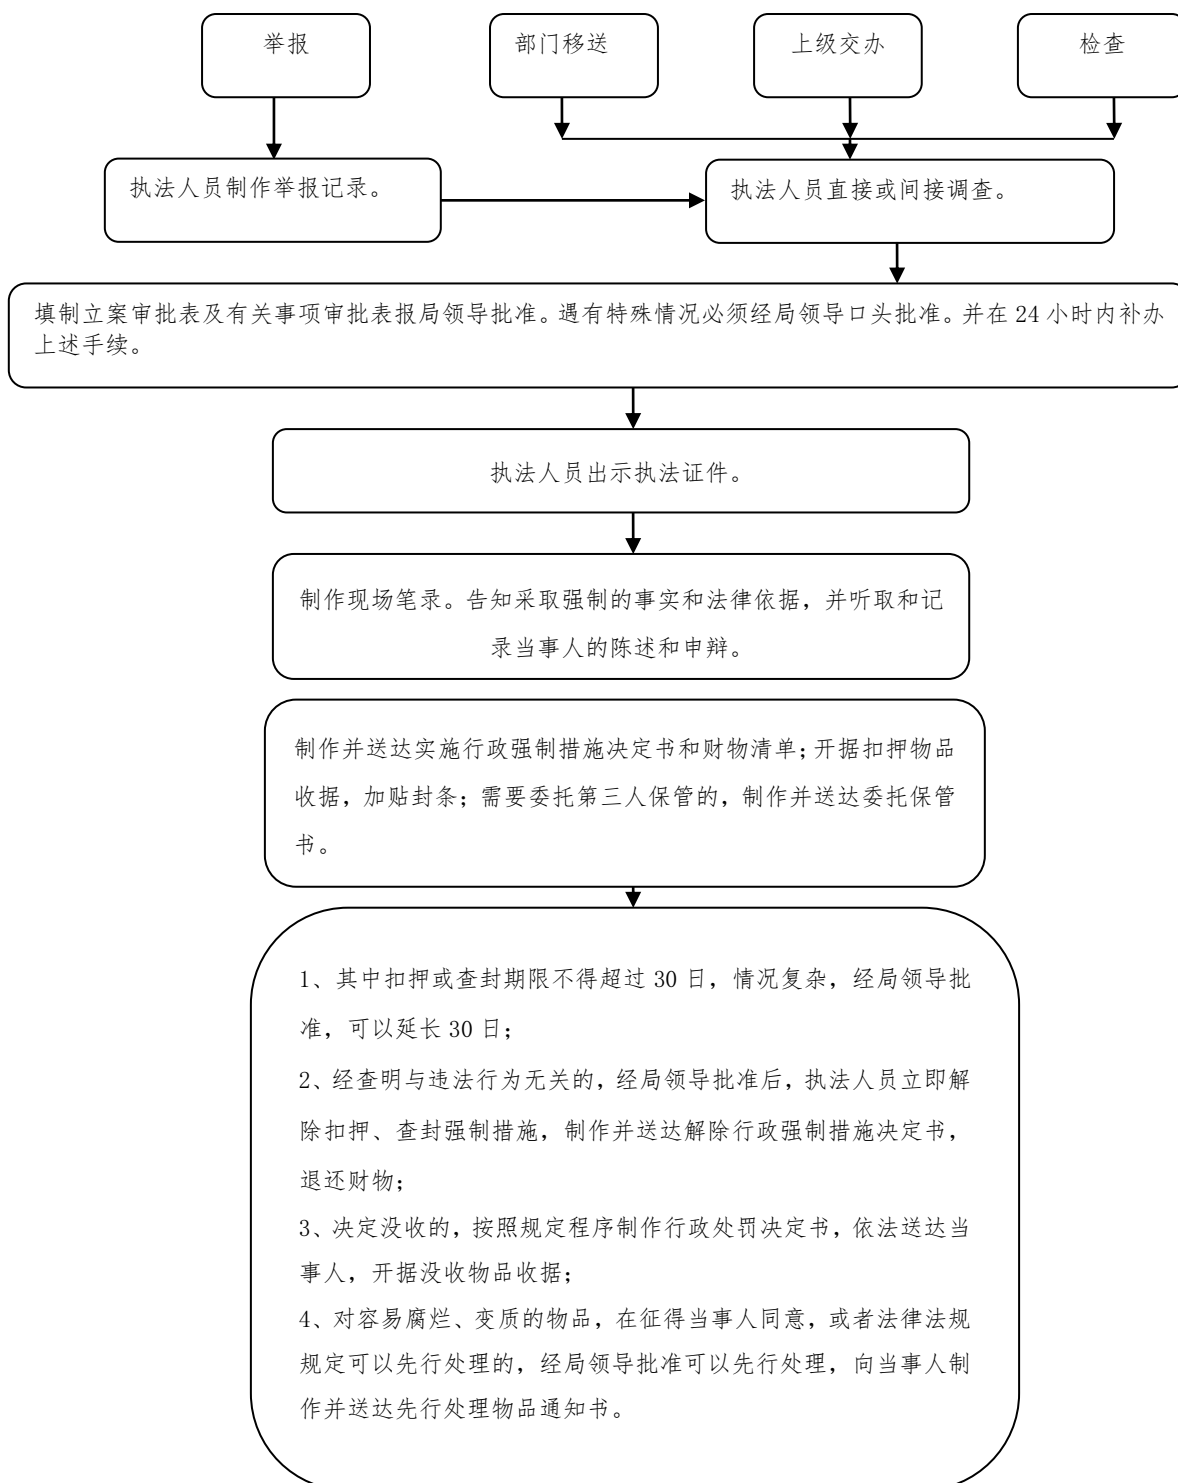 举报
部门移送
上级交办
检查
执法人员制作举报记录。
执法人员直接或间接调查。
填制立案审批表及有关事项审批表报局领导批准。遇有特殊情况必须经局领导口头批准。并在 24 小时内补办
上述手续。
执法人员出示执法证件。
制作现场笔录。告知采取强制的事实和法律依据，并听取和记
录当事人的陈述和申辩。
制作并送达实施行政强制措施决定书和财物清单；开据扣押物品
收据，加贴封条；需要委托第三人保管的，制作并送达委托保管
书。
1、其中扣押或查封期限不得超过 30 日，情况复杂，经局领导批
准，可以延长 30 日；
2、经查明与违法行为无关的，经局领导批准后，执法人员立即解
除扣押、查封强制措施，制作并送达解除行政强制措施决定书，
退还财物；
3、决定没收的，按照规定程序制作行政处罚决定书，依法送达当
事人，开据没收物品收据；
4、对容易腐烂、变质的物品，在征得当事人同意，或者法律法规
规定可以先行处理的，经局领导批准可以先行处理，向当事人制
作并送达先行处理物品通知书。